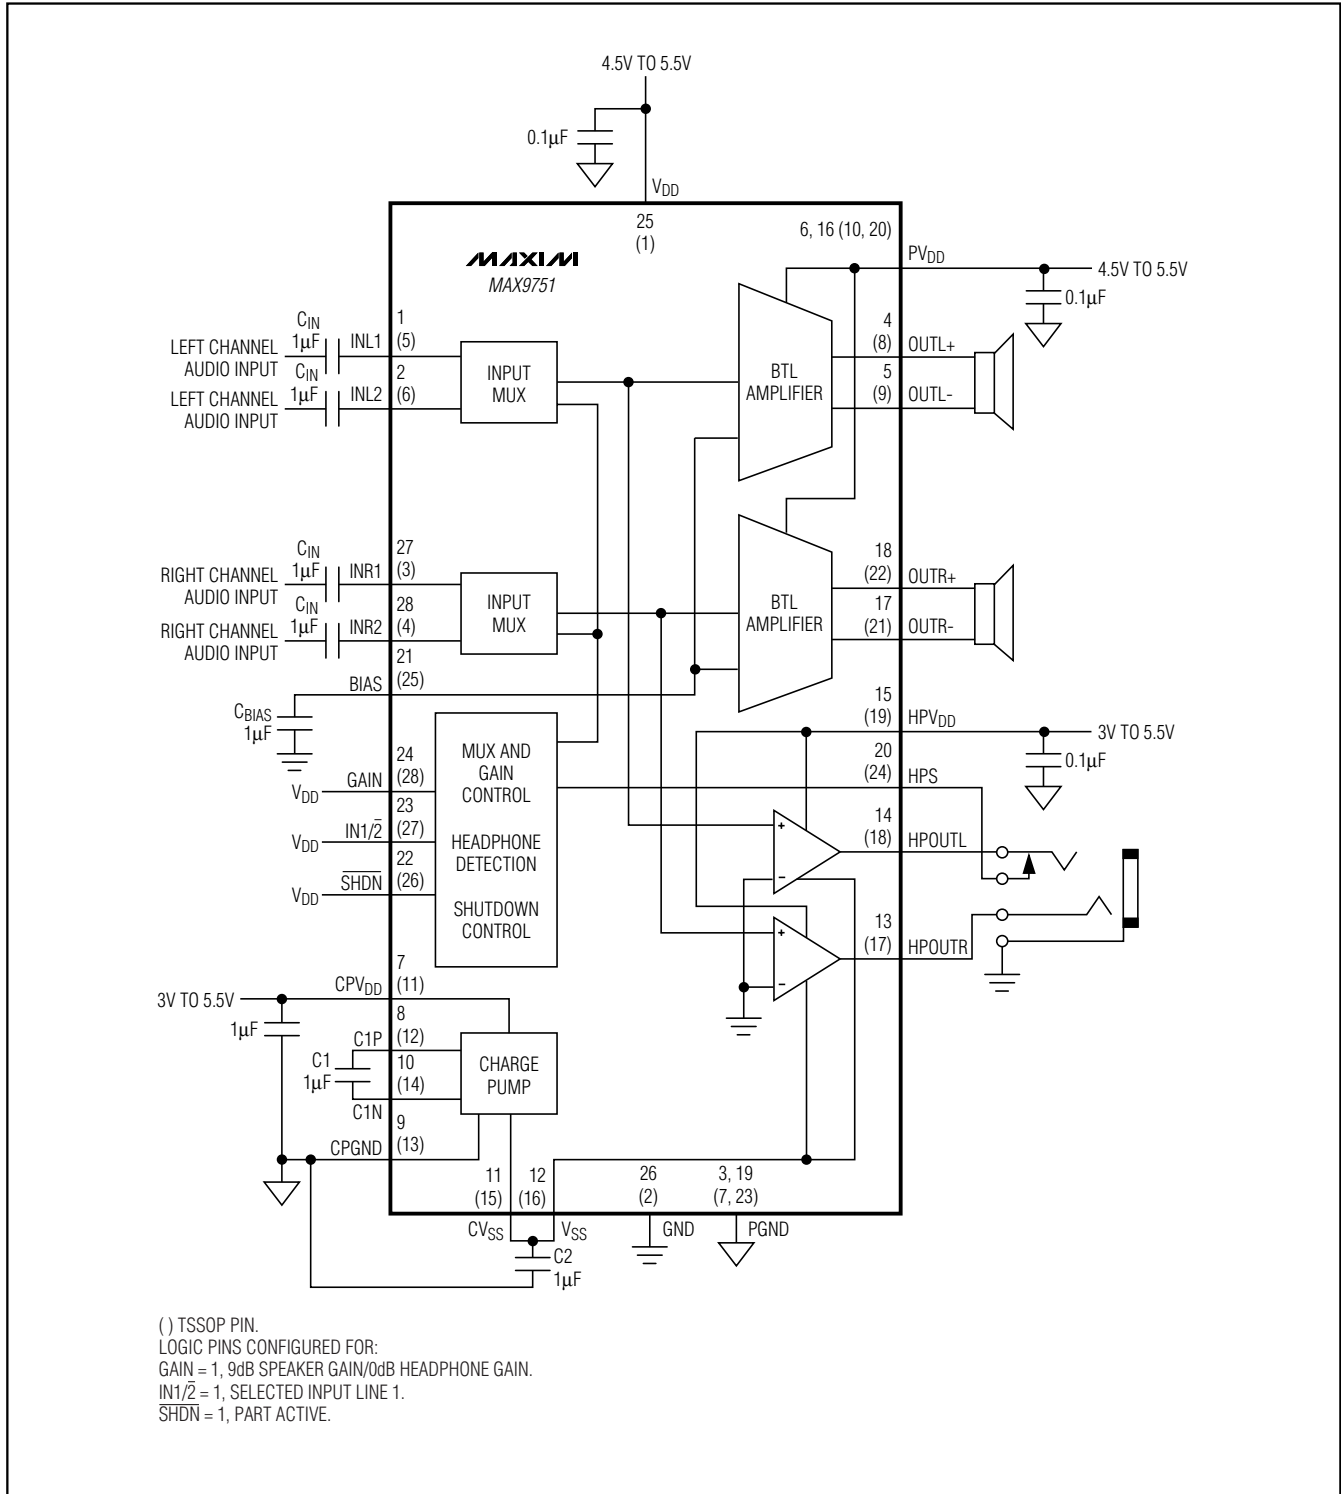 4.5V TO 5.5V
0.1µF
VDD
25
(1)
6, 16 (10, 20)
MAXIM
MAX9751
PVDD
4.5V TO 5.5V
0.1µF
LEFT CHANNEL
AUDIO INPUT
CIN
1µF
INL1
1
(5)
LEFT CHANNEL
AUDIO INPUT
CIN
1µF
INL2
2
(6)
INPUT
MUX
BTL
AMPLIFIER
4
(8)
OUTL+
5
(9)
OUTL-
RIGHT CHANNEL
AUDIO INPUT
CIN
1µF
INR1
27
(3)
RIGHT CHANNEL
AUDIO INPUT
CIN
1µF
INR2
28
(4)
INPUT
MUX
BTL
AMPLIFIER
18
(22)
OUTR+
17
(21)
OUTR-
BIAS
21
(25)
CBIAS
1µF
15
(19)
HPVDD
3V TO 5.5V
0.1µF
VDD
GAIN
24
(28)
VDD
IN1/2̅
23
(27)
VDD
S̅H̅D̅N̅
22
(26)
MUX AND
GAIN
CONTROL
HEADPHONE
DETECTION
SHUTDOWN
CONTROL
20
(24)
HPS
+
-
14
(18)
HPOUTL
+
-
13
(17)
HPOUTR
3V TO 5.5V
1µF
CPVDD
7
(11)
C1P
8
(12)
C1
1µF
10
(14)
C1N
CHARGE
PUMP
CPGND
9
(13)
11
(15)
12
(16)
26
(2)
3, 19
(7, 23)
CVSS
VSS
GND
PGND
C2
1µF
( ) TSSOP PIN.
LOGIC PINS CONFIGURED FOR:
GAIN = 1, 9dB SPEAKER GAIN/0dB HEADPHONE GAIN.
IN1/2̅ = 1, SELECTED INPUT LINE 1.
S̅H̅D̅N̅ = 1, PART ACTIVE.